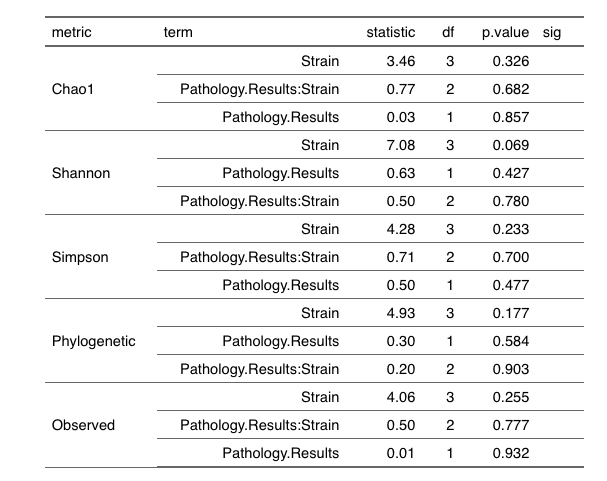 metric term statistic df p.value sig
Strain 3.46 3 0.326
Chao1 Pathology.Results:Strain 0.77 2 0.682
Pathology.Results 0.03 1 0.857
Strain 7.08 3 0.069
Shannon Pathology.Results 0.63 1 0.427
Pathology.Results:Strain 0.50 2 0.780
Strain 4.28 3 0.233
Simpson Pathology.Results:Strain 0.71 2 0.700
Pathology.Results 0.50 1 0.477
Strain 4.93 3 0.177
Phylogenetic Pathology.Results 0.30 1 0.584
Pathology.Results:Strain 0.20 2 0.903
Strain 4.06 3 0.255
Observed Pathology.Results:Strain 0.50 2 0.777
Pathology.Results 0.01 1 0.932